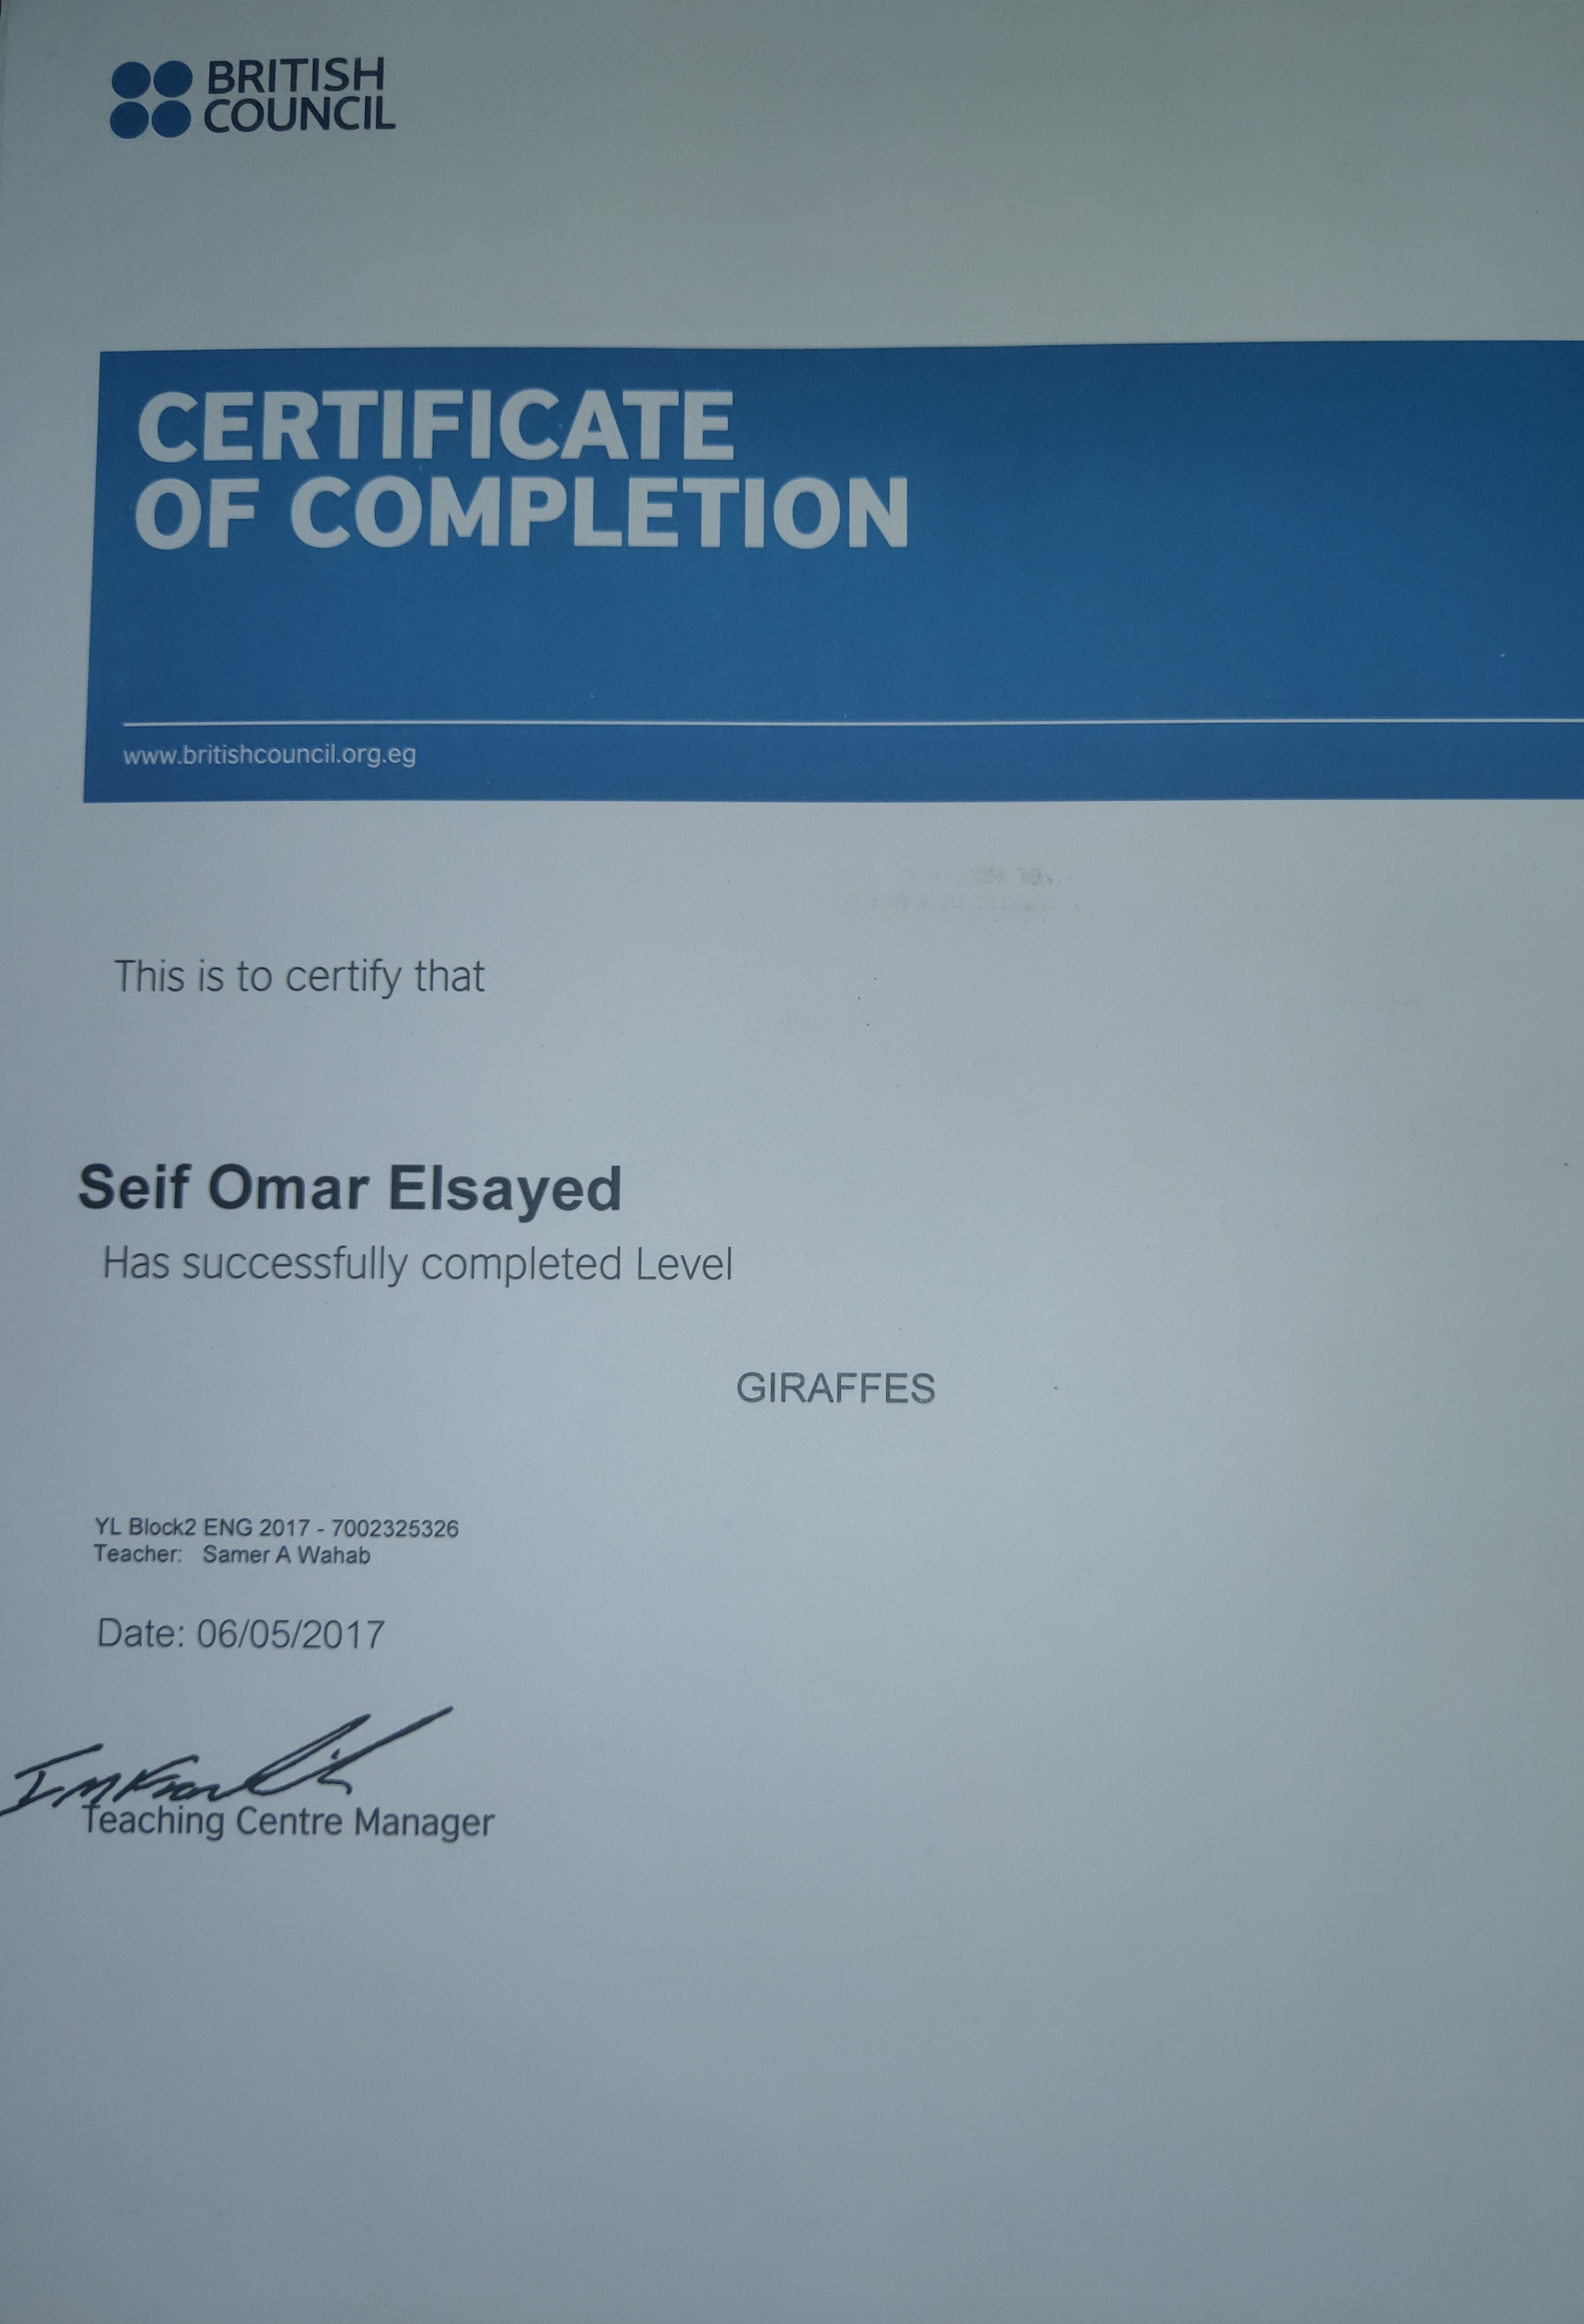 BRITISH
COUNCIL
CERTIFICATE
OF COMPLETION
www.britishcouncil.org.eg
This is to certify that
Seif Omar Elsayed
Has successfully completed Level
GIRAFFES
YL Block2 ENG 2017 - 7002325326
Teacher: Samer A Wahab
Date: 06/05/2017
Teaching Centre Manager